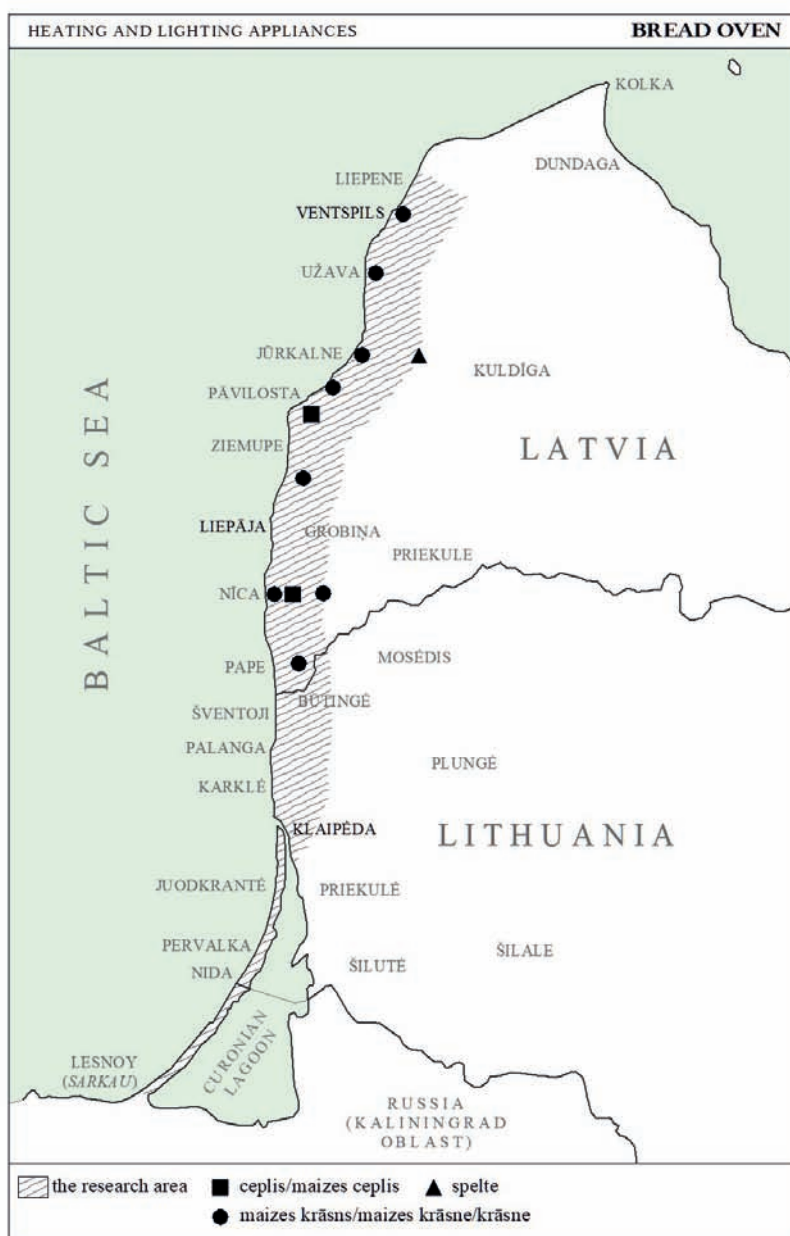 HEATING AND LIGHTING APPLIANCES
BREAD OVEN
KOLKA
DUNDAGA
LIEPENE
VENTSPILS
UŽAVA
JŪRKALNE
KULDĪGA
PĀVILOSTA
ZIEMUPE
LATVIA
BALTIC SEA
LIEPĀJA
GROBIŅA
PRIEKULE
NĪCA
MOSĖDIS
PAPE
BŪTINGĖ
ŠVENTOJI
PALANGA
PLUNGĖ
KARKLĖ
KLAIPĖDA
LITHUANIA
JUODKRANTĖ
PRIEKULĖ
PERVALKA
ŠILALE
NIDA
ŠILUTĖ
CURONIAN
LAGOON
LESNOY
(SARKAU)
RUSSIA
(KALININGRAD
OBLAST)
the research area
ceplis/maizes ceplis
spelte
maizes krāsns/maizes krāsne/krāsne